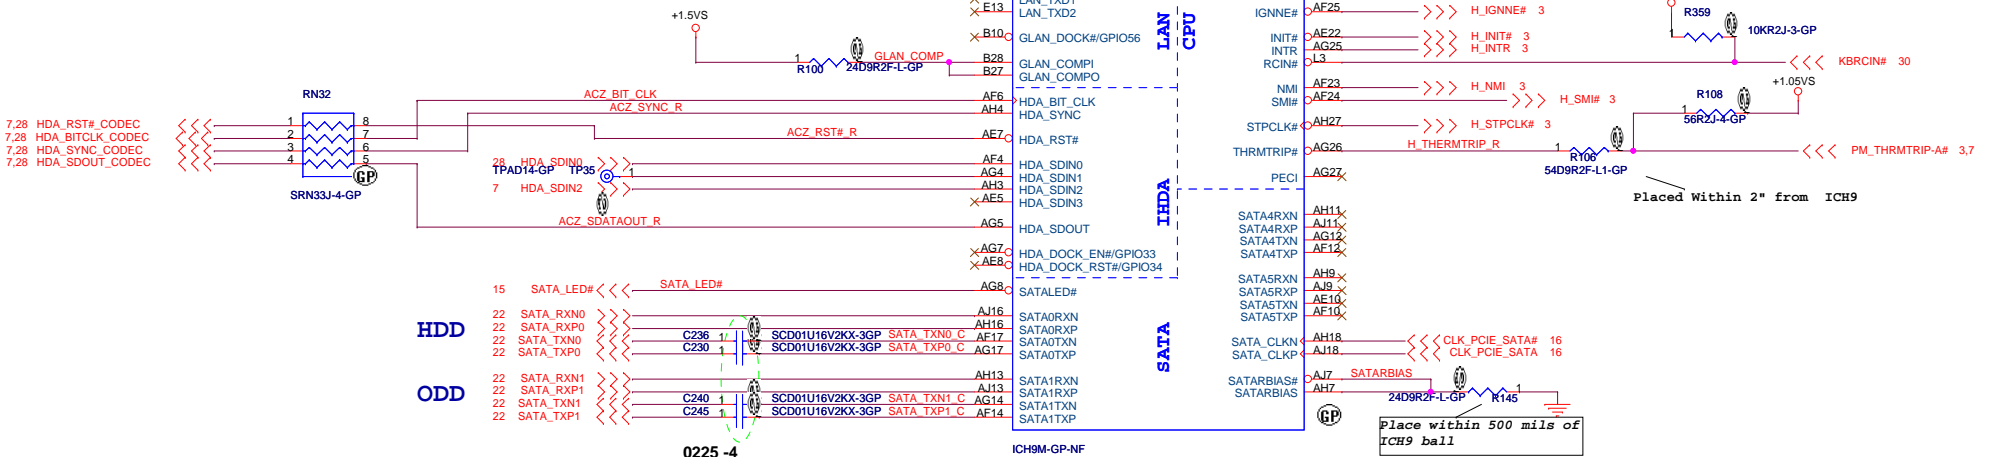 +1.5VS
R100
1
24D9R2F-L-GP
GLAN_COMP
RN32
7,28 HDA_RST#_CODEC
7,28 HDA_BITCLK_CODEC
7,28 HDA_SYNC_CODEC
7,28 HDA_SDOUT_CODEC
1 8
2 7
3 6
4 5
GP
SRN33J-4-GP
ACZ_BIT_CLK
ACZ_SYNC_R
ACZ_RST#_R
28 HDA_SDIN0
TPAD14-GP TP35
1
7 HDA_SDIN2
ACZ_SDATAOUT_R
15 SATA_LED#
SATA_LED#
HDD
22 SATA_RXN0
22 SATA_RXP0
22 SATA_TXN0
22 SATA_TXP0
C236 1 SCD01U16V2KX-3GP SATA_TXN0_C
C230 1 SCD01U16V2KX-3GP SATA_TXP0_C
ODD
22 SATA_RXN1
22 SATA_RXP1
22 SATA_TXN1
22 SATA_TXP1
C240 1 SCD01U16V2KX-3GP SATA_TXN1_C
C245 1 SCD01U16V2KX-3GP SATA_TXP1_C
0225 -4
LAN_TXD1
E13 LAN_TXD2
B10 GLAN_DOCK#/GPIO56
B28 GLAN_COMPI
B27 GLAN_COMPO
AF6 HDA_BIT_CLK
AH4 HDA_SYNC
AE7 HDA_RST#
AF4 HDA_SDIN0
AG4 HDA_SDIN1
AH3 HDA_SDIN2
AE5 HDA_SDIN3
AG5 HDA_SDOUT
AG7 HDA_DOCK_EN#/GPIO33
AE8 HDA_DOCK_RST#/GPIO34
AG8 SATALED#
AJ16 SATA0RXN
AH16 SATA0RXP
AF17 SATA0TXN
AG17 SATA0TXP
AH13 SATA1RXN
AJ13 SATA1RXP
AG14 SATA1TXN
AF14 SATA1TXP
ICH9M-GP-NF
LAN
CPU
IHDA
SATA
IGNNE# AF25 H_IGNNE# 3
INIT# AE22 H_INIT# 3
INTR AG25 H_INTR 3
RCIN# L3 KBRCIN# 30
NMI AF23 H_NMI 3
SMI# AF24 H_SMI# 3
STPCLK# AH27 H_STPCLK# 3
THRMTRIP# AG26 H_THERMTRIP_R PM_THRMTRIP-A# 3,7
PECI AG27
SATA4RXN AH11
SATA4RXP AJ11
SATA4TXN AG12
SATA4TXP AF12
SATA5RXN AH9
SATA5RXP AJ9
SATA5TXN AE10
SATA5TXP AF10
SATA_CLKN AH18 CLK_PCIE_SATA# 16
SATA_CLKP AJ18 CLK_PCIE_SATA 16
SATARBIAS# AJ7 SATARBIAS
SATARBIAS AH7
GP
R359
1
10KR2J-3-GP
+1.05VS
R108
1
56R2J-4-GP
1
R106
54D9R2F-L1-GP
Placed Within 2" from ICH9
24D9R2F-L-GP
1
R145
Place within 500 mils of
ICH9 ball